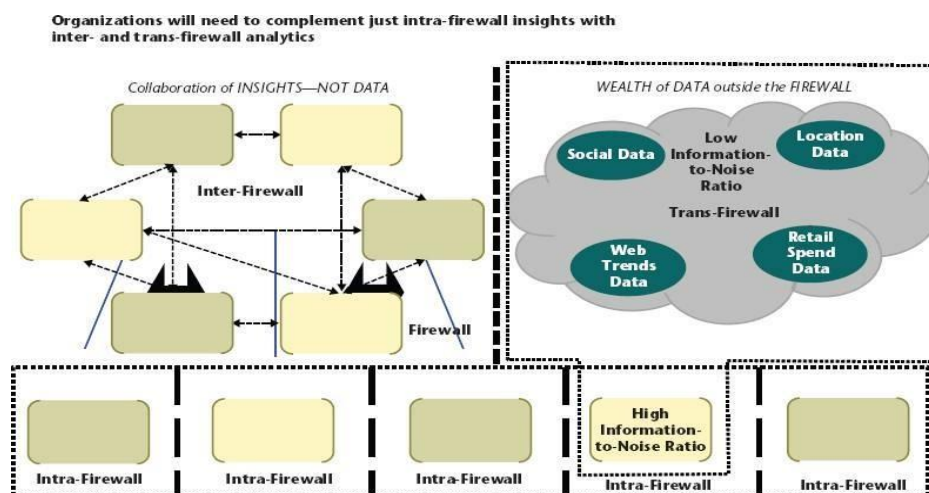 Organizations will need to complement just intra-firewall insights with
inter- and trans-firewall analytics
Collaboration of INSIGHTS—NOT DATA
Inter-Firewall
Firewall
WEALTH of DATA outside the FIREWALL
Social Data
Low
Information-
to-Noise
Ratio
Location
Data
Trans-Firewall
Web
Trends
Data
Retail
Spend
Data
Intra-Firewall
Intra-Firewall
Intra-Firewall
High
Information-
to-Noise Ratio
Intra-Firewall
Intra-Firewall